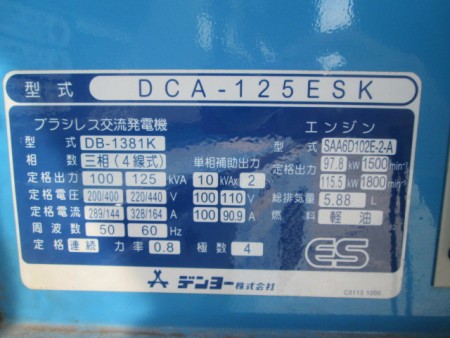 型式 DCA-125ESK
ブラシレス交流発電機 エンジン
型式 DB-1381K 型式 SAA6D102E-2-A
相数 三相(4線式) 単相補助出力 97.8 kW 1500 min⁻¹
定格出力 100 125 kVA 10 kVA× 2 115.5 kW 1800 min⁻¹
定格電圧 200/400 220/440 V 100 110 V 総排気量 5.88 L
定格電流 289/144 328/164 A 100 90.9 A 燃料 軽油
周波数 50 60 Hz
定格 連続 力率 0.8 極数 4 ES
デンヨー株式会社